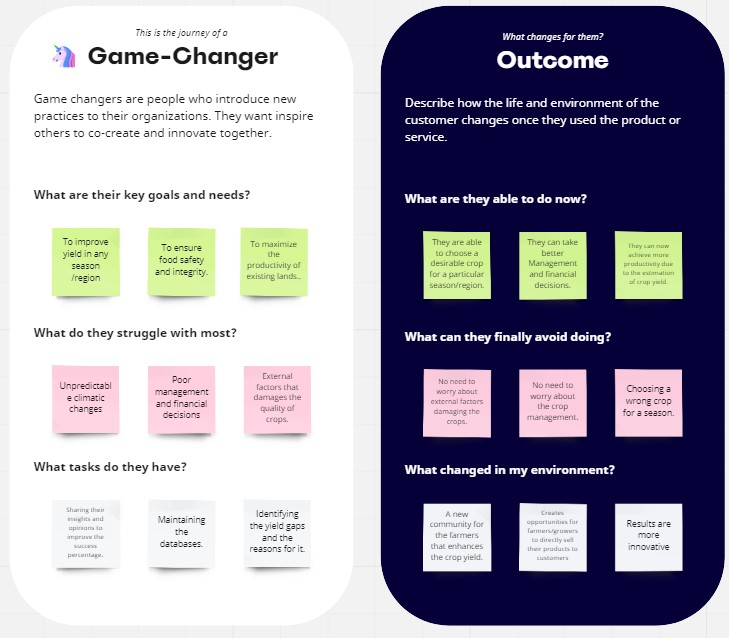 This is the journey of a
Game-Changer
Game changers are people who introduce new
practices to their organizations. They want inspire
others to co-create and innovate together.
What are their key goals and needs?
To improve
yield in any
season
/region
To ensure
food safety
and integrity.
To maximize
the
productivity of
existing lands..
What do they struggle with most?
Unpredictabl
e climatic
changes
Poor
management
and financial
decisions
External
factors that
damages the
quality of
crops.
What tasks do they have?
Sharing their
insights and
opinions to
improve the
success
percentage.
Maintaining
the
databases.
Identifying
the yield gaps
and the
reasons for it.
What changes for them?
Outcome
Describe how the life and environment of the
customer changes once they used the product or
service.
What are they able to do now?
They are able
to choose a
desirable crop
for a particular
season/region.
They can take
better
Management
and financial
decisions.
They can now
achieve more
productivity due
to the estimation
of crop yield.
What can they finally avoid doing?
No need to
worry about
external factors
damaging the
crops.
No need to
worry about
the crop
management.
Choosing a
wrong crop
for a season.
What changed in my environment?
A new
community for
the farmers
that enhances
the crop yield.
Creates
opportunities for
farmers/growers
to directly sell
their products to
customers
Results are
more
innovative